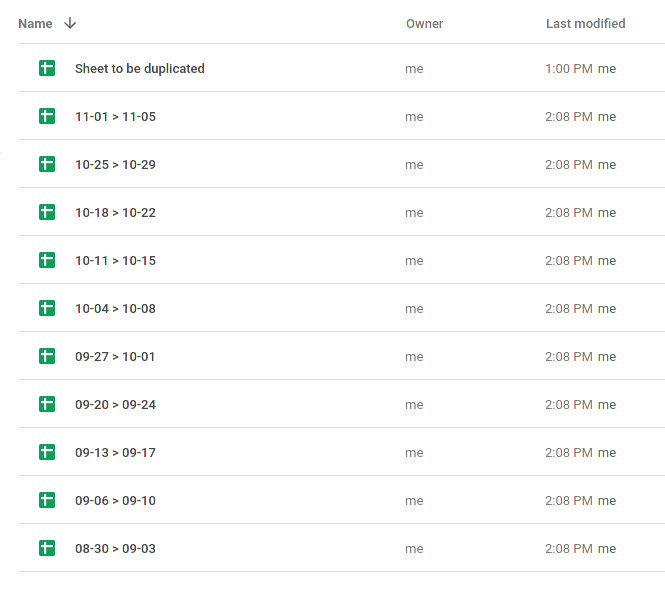 Name Owner Last modified
Sheet to be duplicated me 1:00 PM me
11-01 > 11-05 me 2:08 PM me
10-25 > 10-29 me 2:08 PM me
10-18 > 10-22 me 2:08 PM me
10-11 > 10-15 me 2:08 PM me
10-04 > 10-08 me 2:08 PM me
09-27 > 10-01 me 2:08 PM me
09-20 > 09-24 me 2:08 PM me
09-13 > 09-17 me 2:08 PM me
09-06 > 09-10 me 2:08 PM me
08-30 > 09-03 me 2:08 PM me